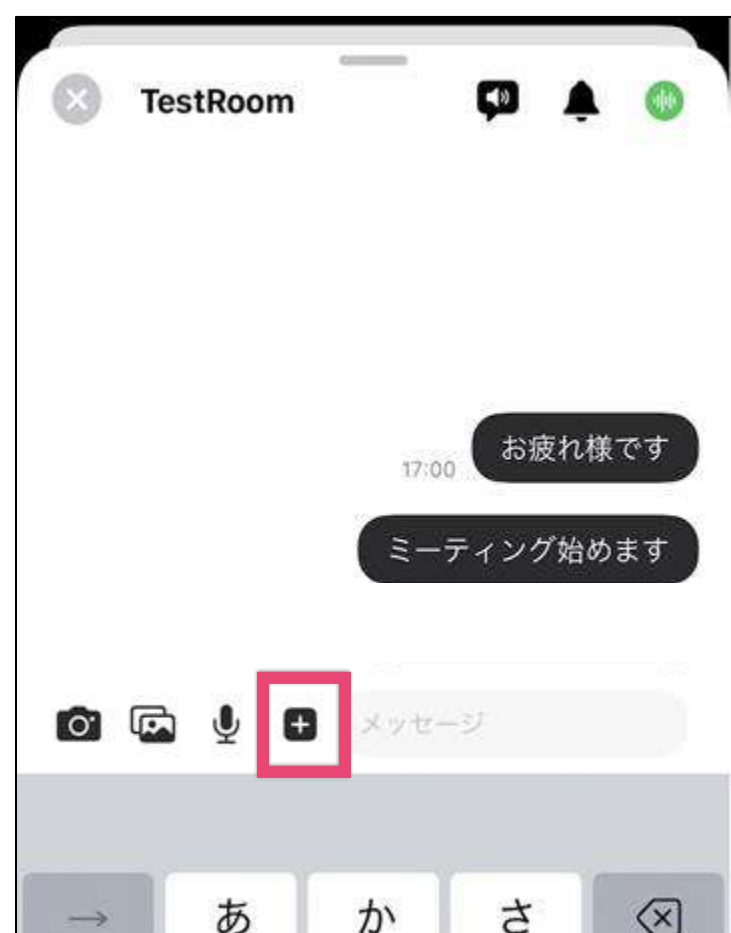 TestRoom
お疲れ様です
17:00
ミーティング始めます
メッセージ
→ あ か さ